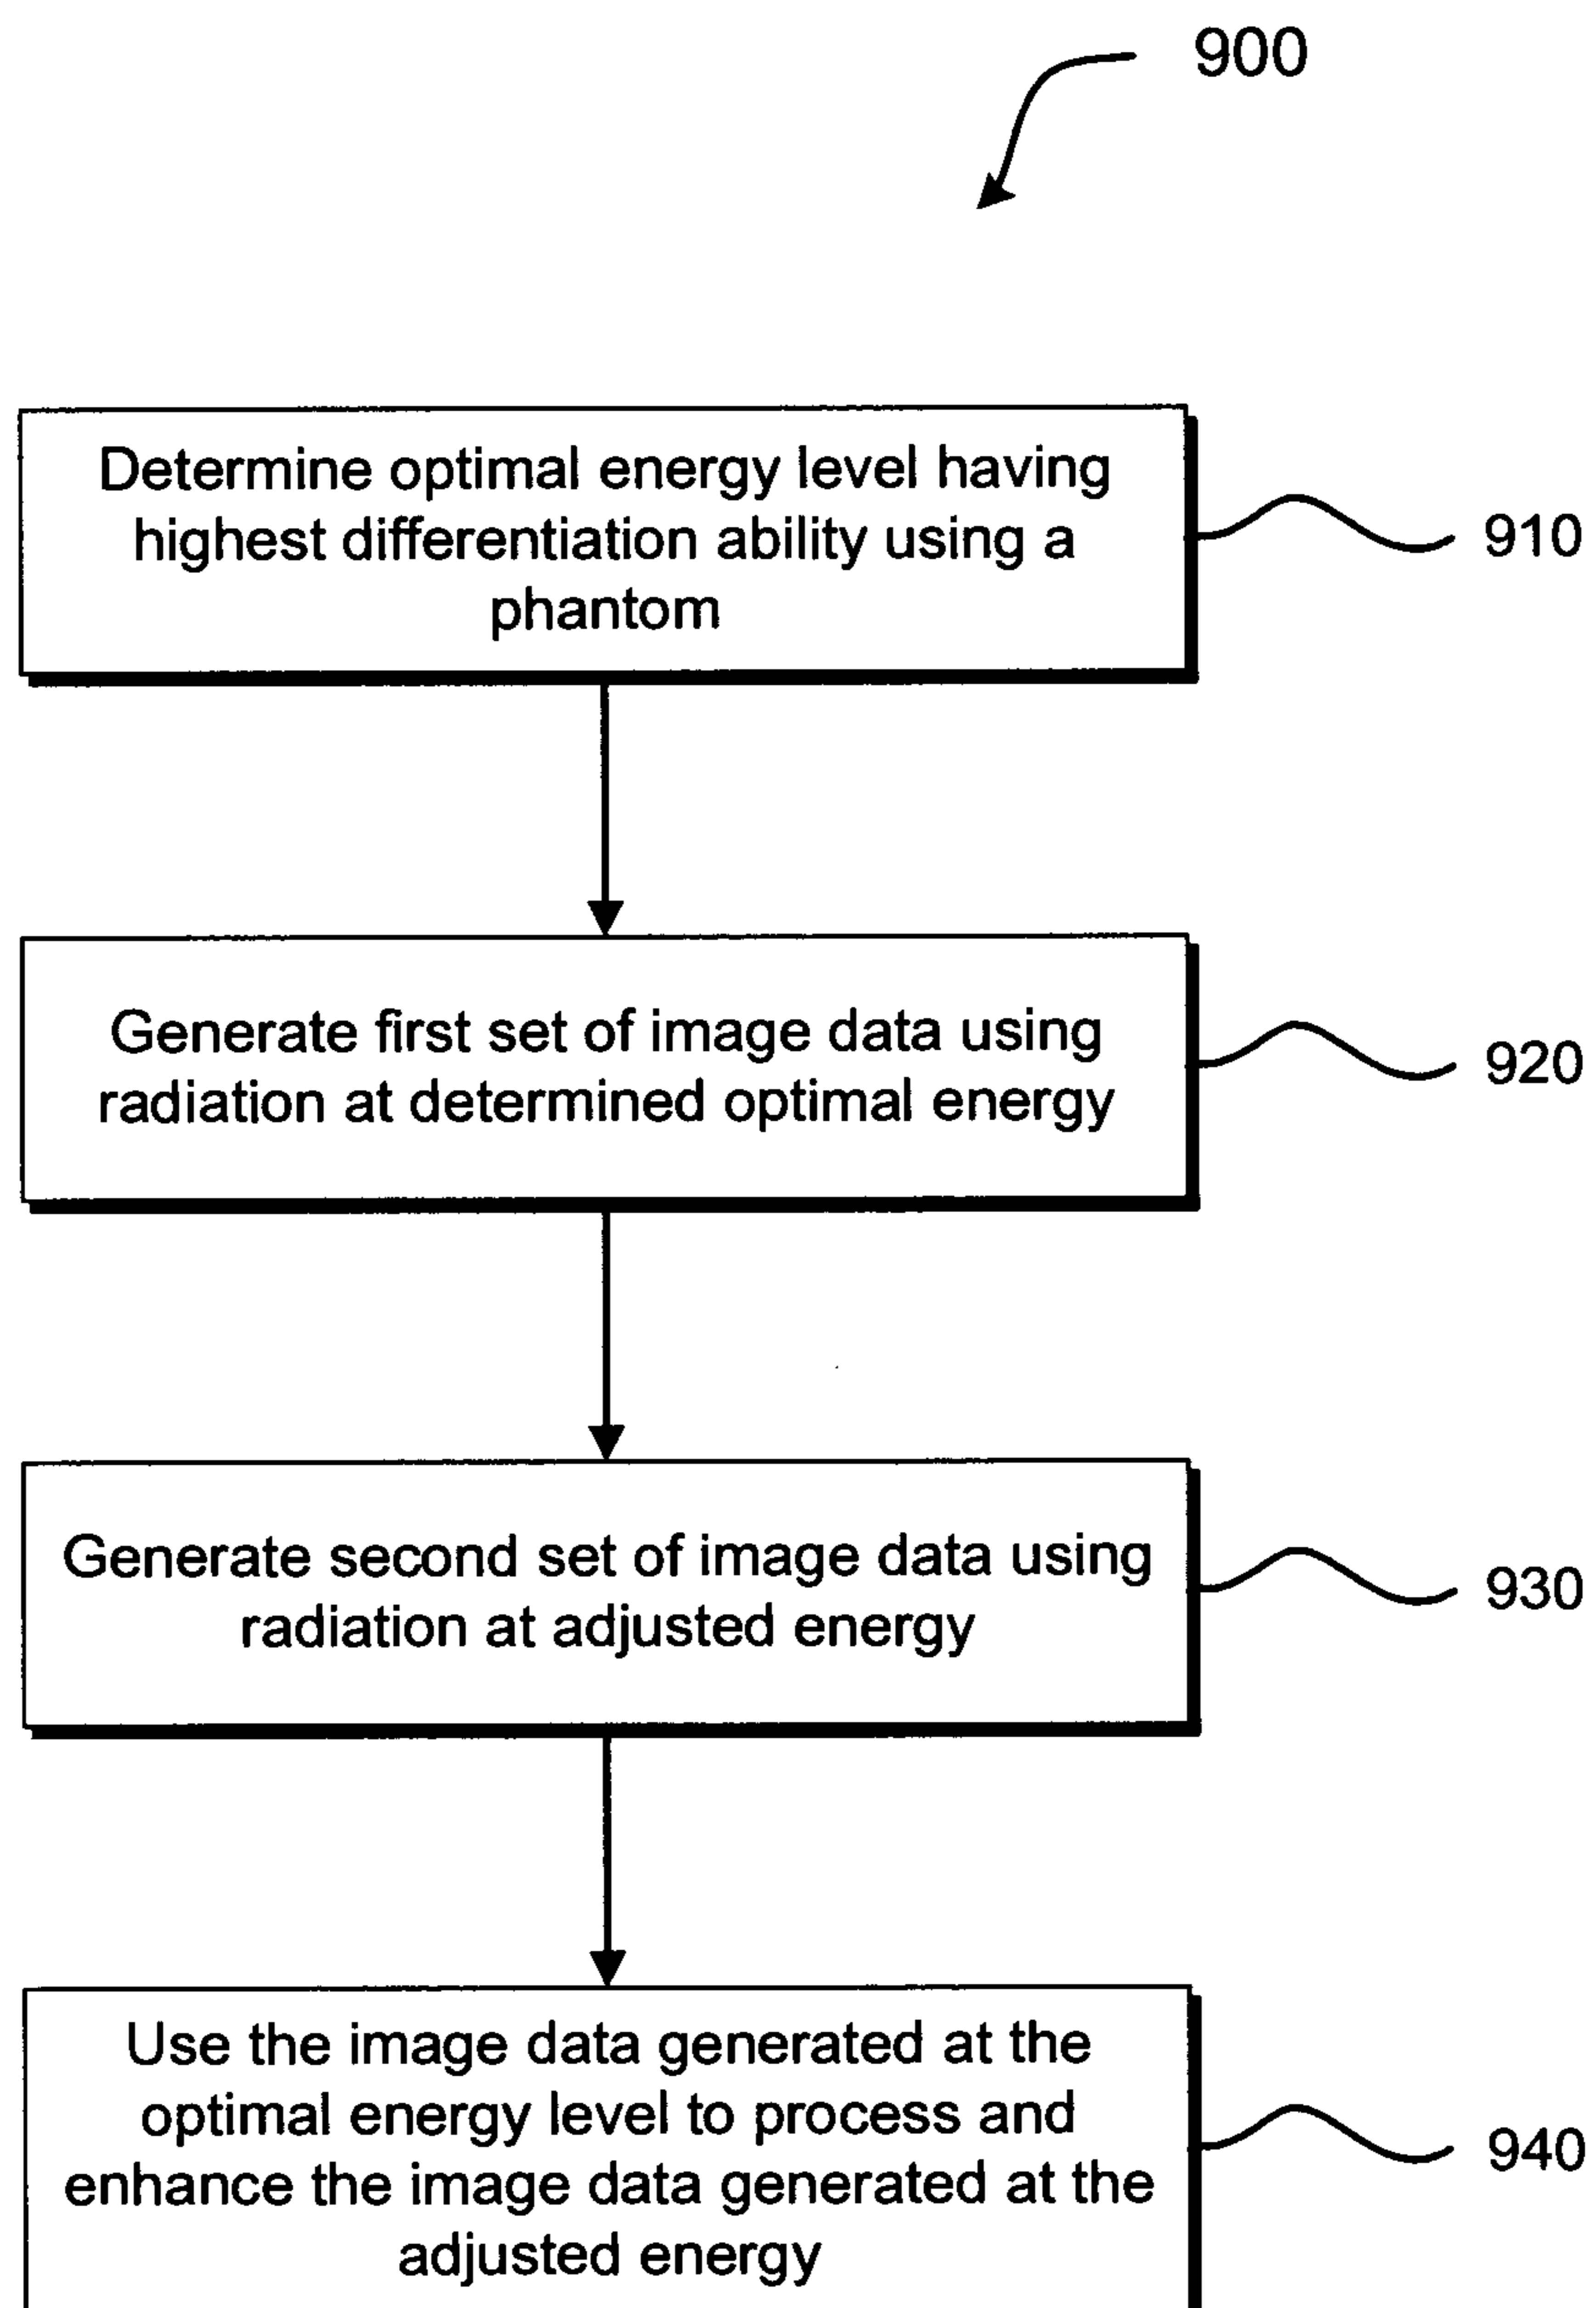 900
Determine optimal energy level having
highest differentiation ability using a
phantom
910
Generate first set of image data using
radiation at determined optimal energy
920
Generate second set of image data using
radiation at adjusted energy
930
Use the image data generated at the
optimal energy level to process and
enhance the image data generated at the
adjusted energy
940